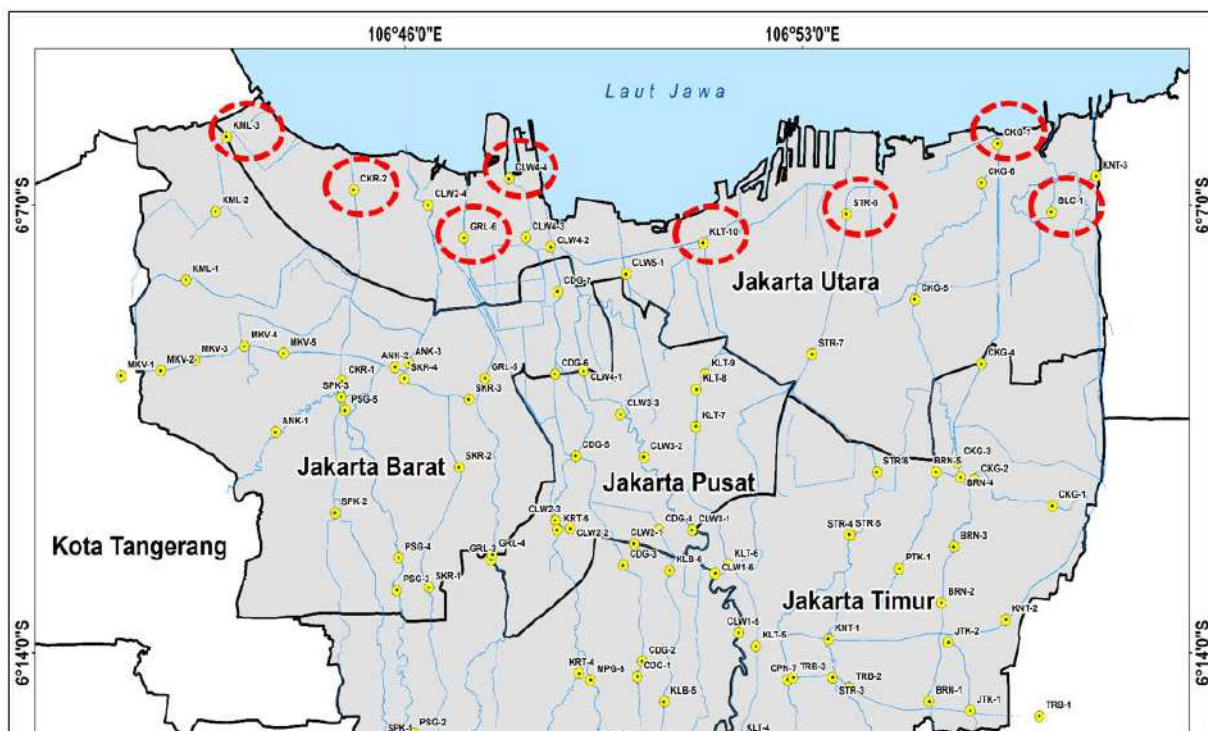 106°46'0"E
106°53'0"E
Laut Jawa
KML-3
CKG-7
CLW4-4
KNT-3
CKR-2
CKG-6
6°7'0"S
6°7'0"S
KML-2
CLW2-4
STR-8
BLC-1
GRL-6
CLW4-3
KLT-10
CLW4-2
CLW5-1
KML-1
CDG-7
Jakarta Utara
CKG-5
MKV-4
MKV-5
MKV-3
ANK-2
ANK-3
STR-7
MKV-1
MKV-2
CKG-4
CKR-1
SKR-4
GRL-5
CDG-6
CLW4-1
KLT-9
KLT-8
SPK-3
PSG-5
SKR-3
CLW3-3
KLT-7
ANK-1
CLW3-2
CDG-5
Jakarta Barat
SKR-2
Jakarta Pusat
STR-6
BRN-5
CKG-3
CKG-2
BRN-4
CKG-1
SPK-2
CLW2-3
KRT-5
CLW2-2
CLW2-1
CDG-4
CLW3-1
STR-4
STR-5
Kota Tangerang
PSG-4
GRL-3
GRL-4
CDG-3
KLB-6
KLT-6
CLW1-6
PTK-1
BRN-3
PSG-3
SKR-1
Jakarta Timur
BRN-2
KNT-2
CLW1-5
KLT-5
KNT-1
JTK-2
6°14'0"S
6°14'0"S
CDG-2
KRT-4
MPG-5
CDG-1
CPN-7
TRB-3
TRB-2
STR-3
KLB-5
BRN-1
JTK-1
TRB-1
SPK-1
PSG-2
KLT-4